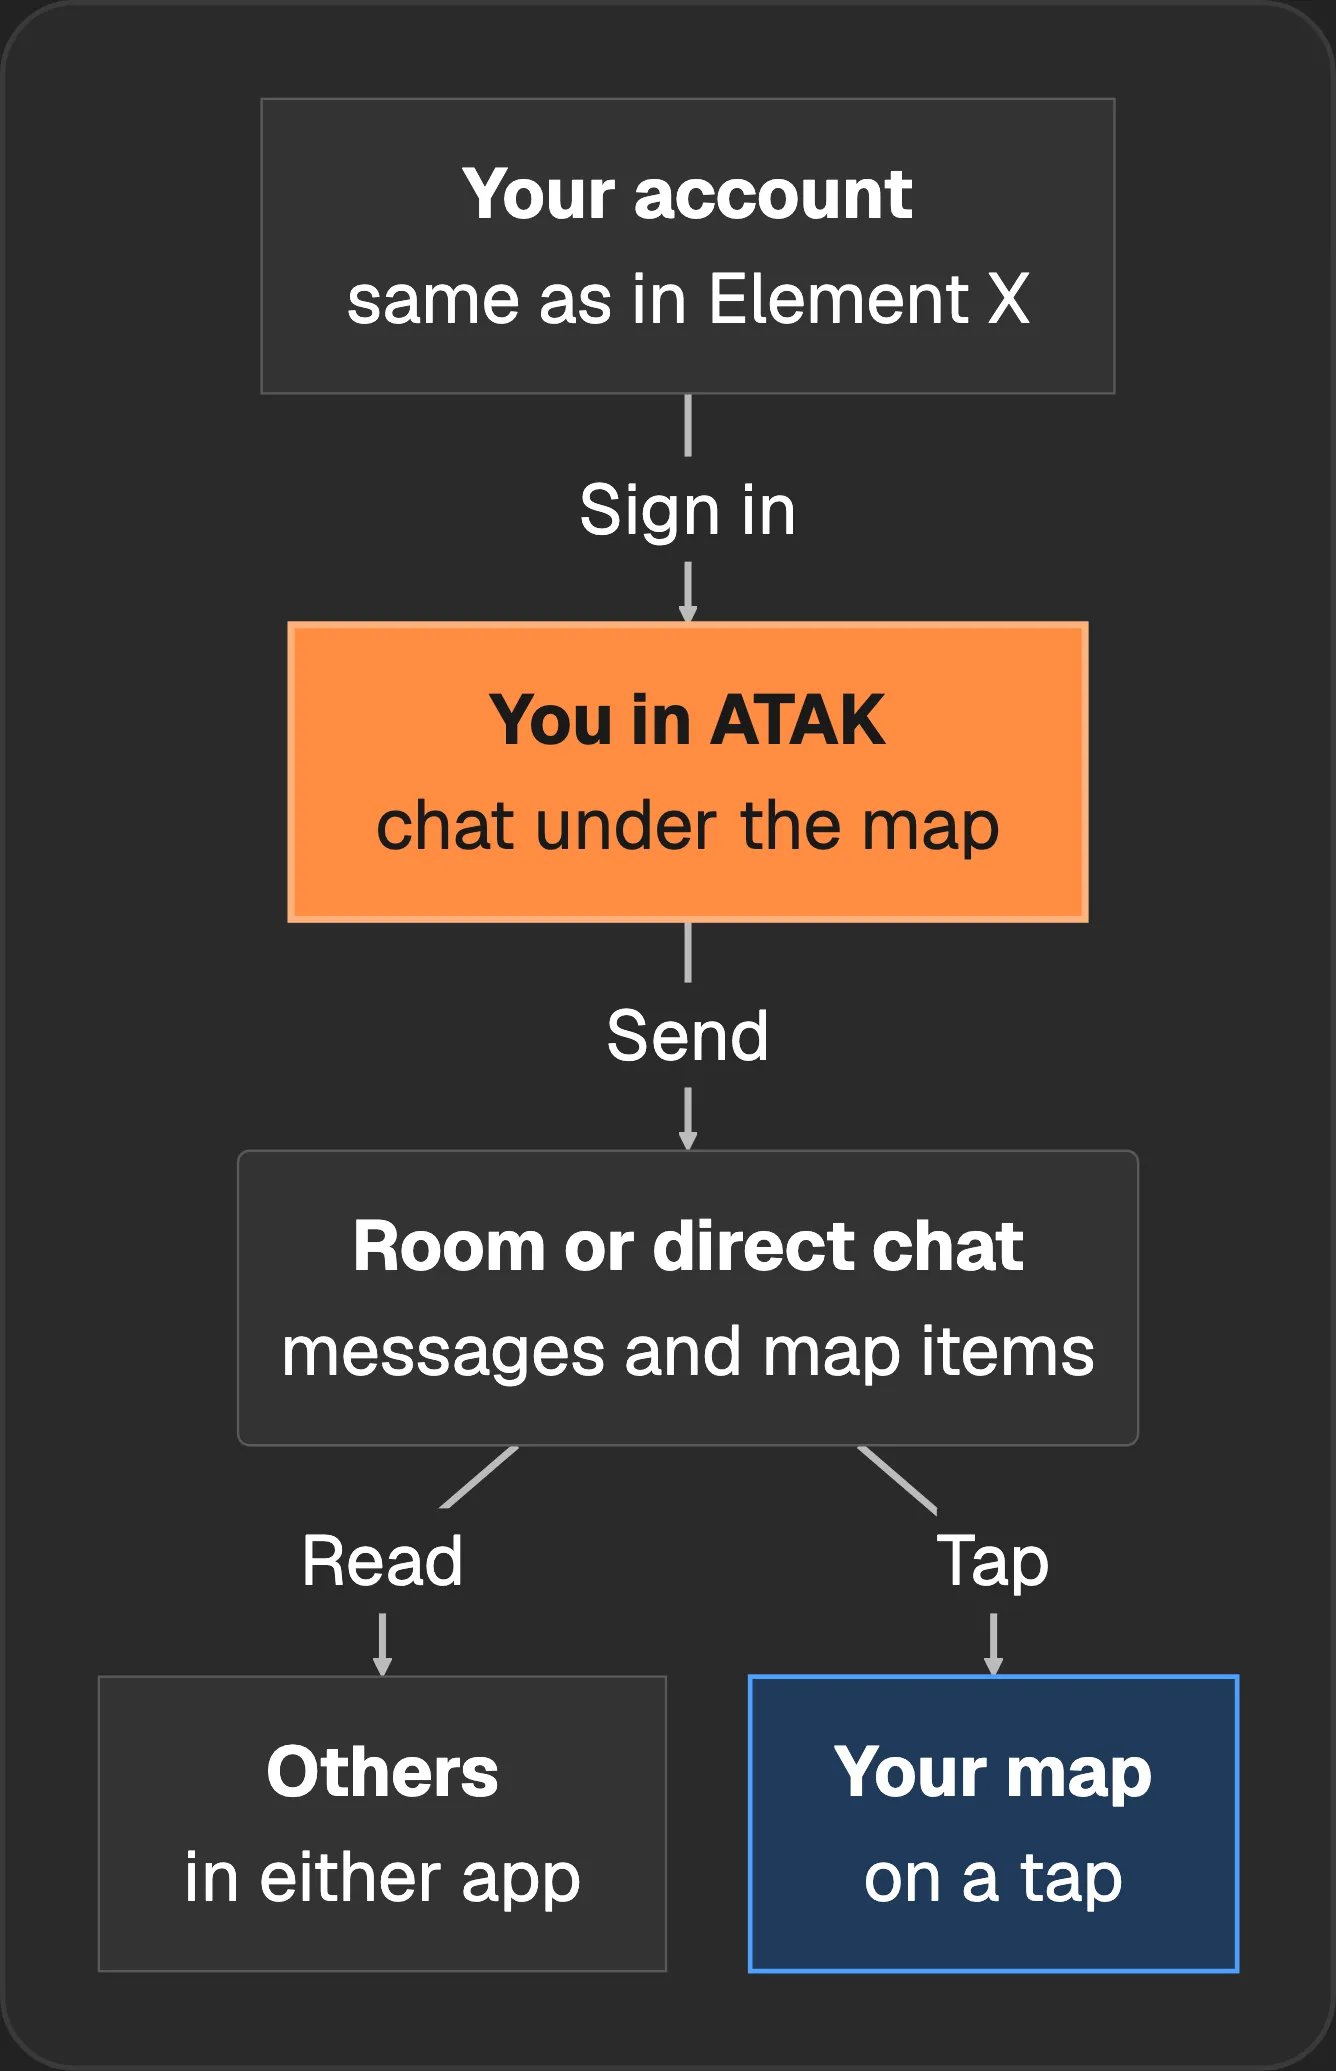 Your account
same as in Element X
Sign in
You in ATAK
chat under the map
Send
Room or direct chat
messages and map items
Read
Tap
Others
in either app
Your map
on a tap